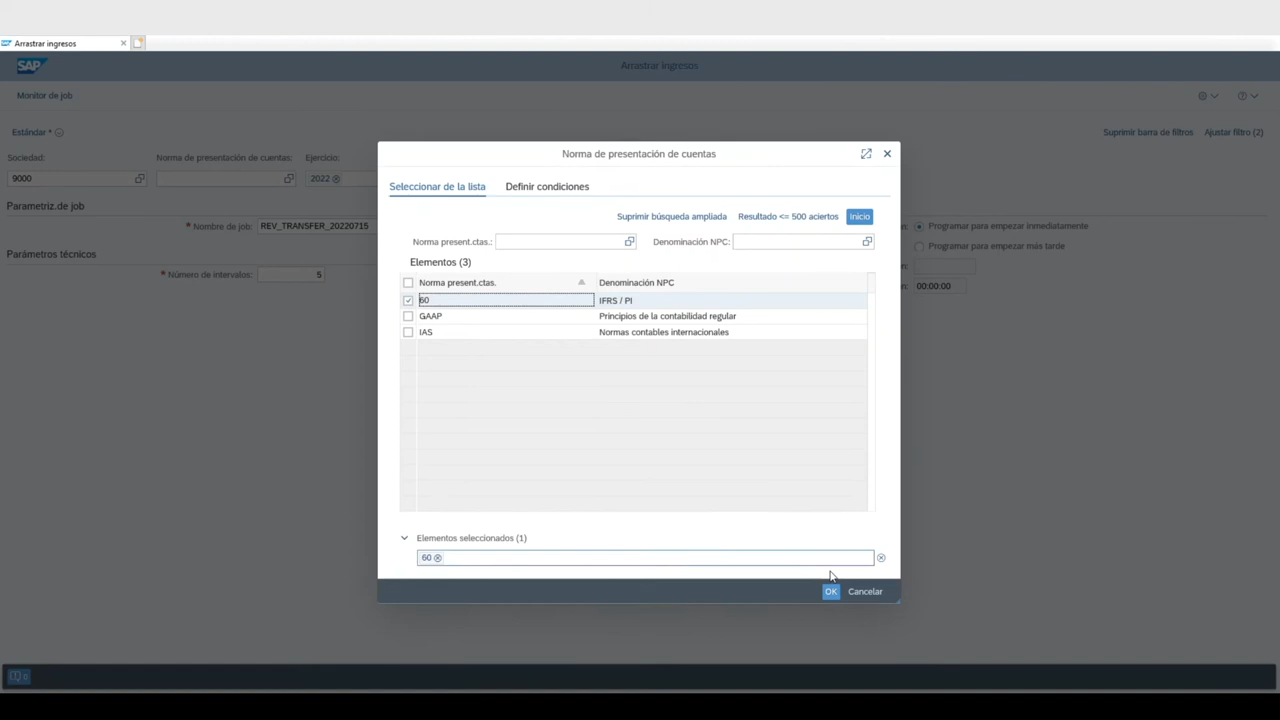 Arrastrar ingresos
SAP
Arrastrar ingresos
Monitor de job
Estándar *
Suprimir barra de filtros
Ajustar filtro (2)
Sociedad:
Norma de presentación de cuentas:
Ejercicio:
9000
2022
Parametriz.de job
* Nombre de job:
REV_TRANSFER_20220715
ón:
Programar para empezar inmediatamente
Programar para empezar más tarde
Parámetros técnicos
* Número de intervalos:
5
00:00:00
Norma de presentación de cuentas
Seleccionar de la lista
Definir condiciones
Suprimir búsqueda ampliada
Resultado <= 500 aciertos
Inicio
Norma present.ctas.:
Denominación NPC:
Elementos (3)
Norma present.ctas.
Denominación NPC
60
IFRS / PI
GAAP
Principios de la contabilidad regular
IAS
Normas contables internacionales
Elementos seleccionados (1)
60
OK
Cancelar
0